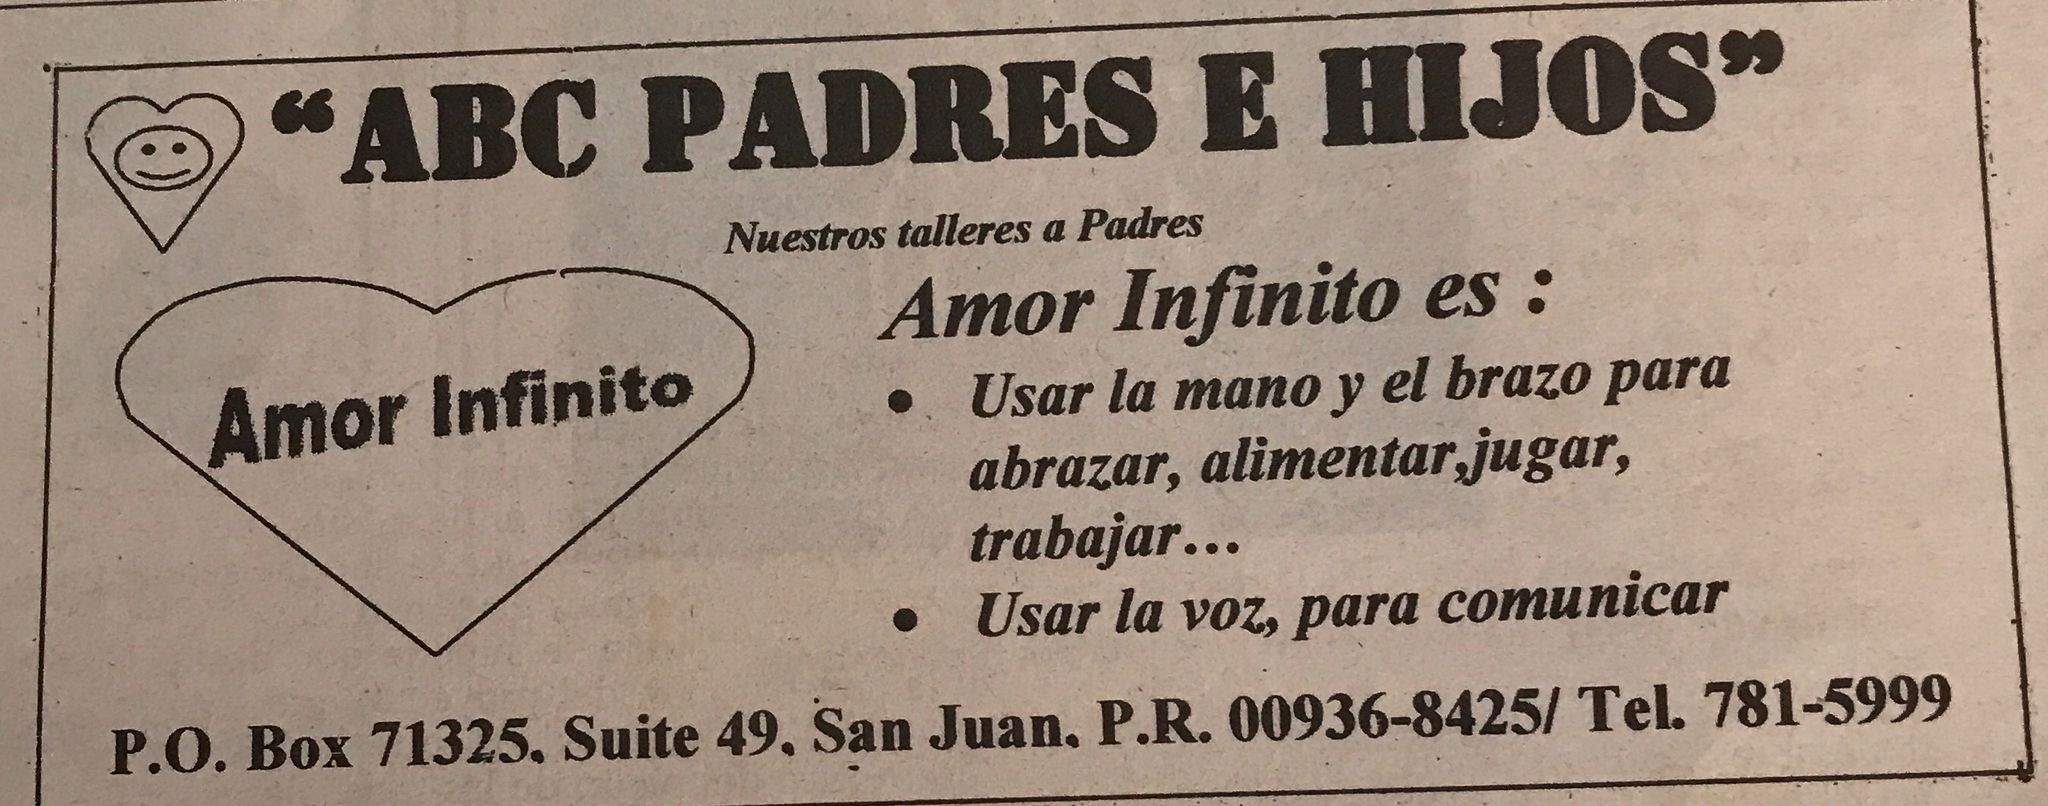 “ABC PADRES E HIJOS”
Nuestros talleres a Padres
Amor Infinito
Amor Infinito es :
• Usar la mano y el brazo para
abrazar, alimentar,jugar,
trabajar...
• Usar la voz, para comunicar
P.O. Box 71325, Suite 49, San Juan, P.R. 00936-8425/ Tel. 781-5999